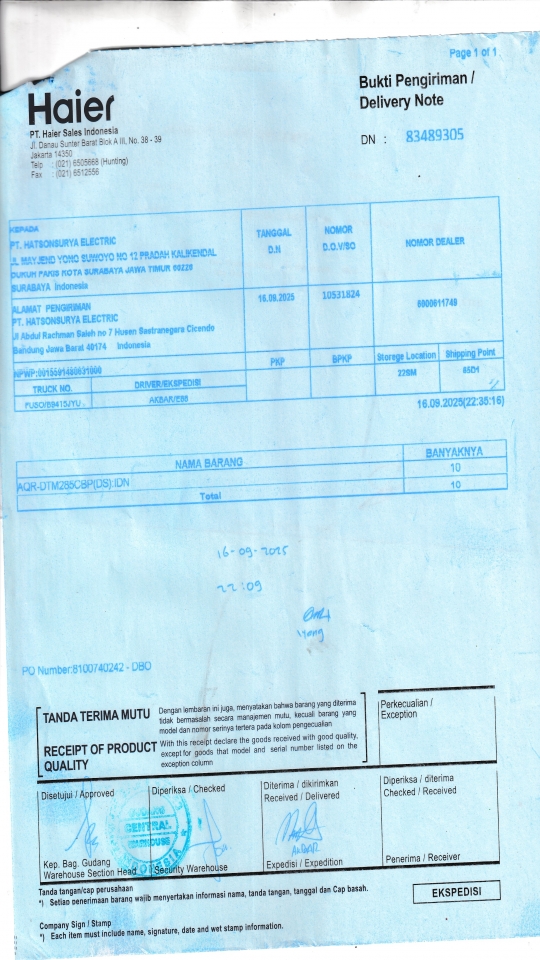 Page 1 of 1
Haier
Bukti Pengiriman /
Delivery Note
PT. Haier Sales Indonesia
Jl. Danau Sunter Barat Blok A III, No. 38 - 39
Jakarta 14350
Telp : (021) 6505668 (Hunting)
Fax : (021) 6512556
DN : 83489305
KEPADA
PT. HATSONSURYA ELECTRIC
JL MAYJEND YONO SUWOYO NO 12 PRADAH KALIKENDAL
DUKUH PAKIS KOTA SURABAYA JAWA TIMUR 60226
SURABAYA Indonesia
TANGGAL
D.N
NOMOR
D.O.V/SO
NOMOR DEALER
ALAMAT PENGIRIMAN
PT. HATSONSURYA ELECTRIC
Jl Abdul Rachman Saleh no 7 Husen Sastranegara Cicendo
Bandung Jawa Barat 40174 Indonesia
16.09.2025
10531824
6000011749
NPWP:0015591480631000
PKP
BPKP
Storege Location
Shipping Point
22SM
65D1
TRUCK NO.
DRIVER/EKSPEDISI
FUSO/B9415/YU
AKBAR/E88
16.09.2025(22:35:16)
NAMA BARANG
BANYAKNYA
AQR-DTM285CBP(DS):IDN
10
Total
10
16-09-2025
22:09
PO Number:8100740242 - DBO
TANDA TERIMA MUTU
Dengan lembaran ini juga, menyatakan bahwa barang yang diterima
tidak bermasalah secara manajemen mutu, kecuali barang yang
model dan nomor serinya tertera pada kolom pengecualian
RECEIPT OF PRODUCT
QUALITY
With this receipt declare the goods received with good quality,
except for goods that model and serial number listed on the
exception column
Perkecualian /
Exception
Disetujui / Approved
Diperiksa / Checked
Diterima / dikirimkan
Received / Delivered
Diperiksa / diterima
Checked / Received
CENTRAL
WAREHOUSE
Kep. Bag. Gudang
Warehouse Section Head
Security Warehouse
Expedisi / Expedition
Penerima / Receiver
Tanda tangan/cap perusahaan
*) Setiap penerimaan barang wajib menyertakan informasi nama, tanda tangan, tanggal dan Cap basah.
EKSPEDISI
Company Sign / Stamp
*) Each item must include name, signature, date and wet stamp information.